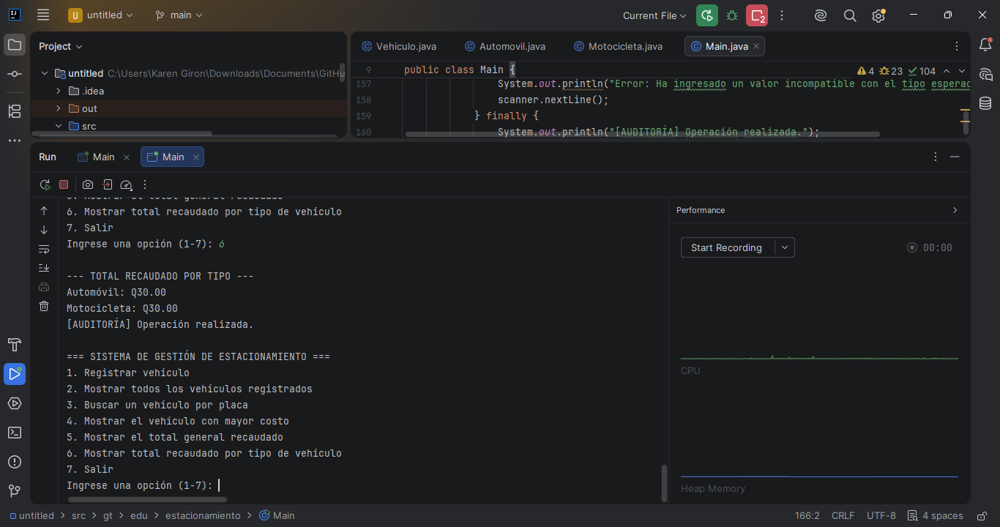 untitled
main
Current File
2
Project
Vehiculo.java
Automovil.java
Motocicleta.java
Main.java
untitled C:\Users\Karen Giron\Downloads\Documents\GitHu
.idea
out
src
9 public class Main {
4 23 104
157 System.out.println("Error: Ha ingresado un valor incompatible con el tipo esperad
158 scanner.nextLine();
159 } finally {
160 System.out.println("[AUDITORÍA] Operación realizada.");
Run
Main
Main
5. Mostrar el total general recaudado
6. Mostrar total recaudado por tipo de vehículo
7. Salir
Ingrese una opción (1-7): 6
--- TOTAL RECAUDADO POR TIPO ---
Automóvil: Q30.00
Motocicleta: Q30.00
[AUDITORÍA] Operación realizada.
=== SISTEMA DE GESTIÓN DE ESTACIONAMIENTO ===
1. Registrar vehículo
2. Mostrar todos los vehículos registrados
3. Buscar un vehículo por placa
4. Mostrar el vehículo con mayor costo
5. Mostrar el total general recaudado
6. Mostrar total recaudado por tipo de vehículo
7. Salir
Ingrese una opción (1-7):
Performance
Start Recording
00:00
CPU
Heap Memory
untitled > src > gt > edu > estacionamiento > Main
166:2 CRLF UTF-8 4 spaces